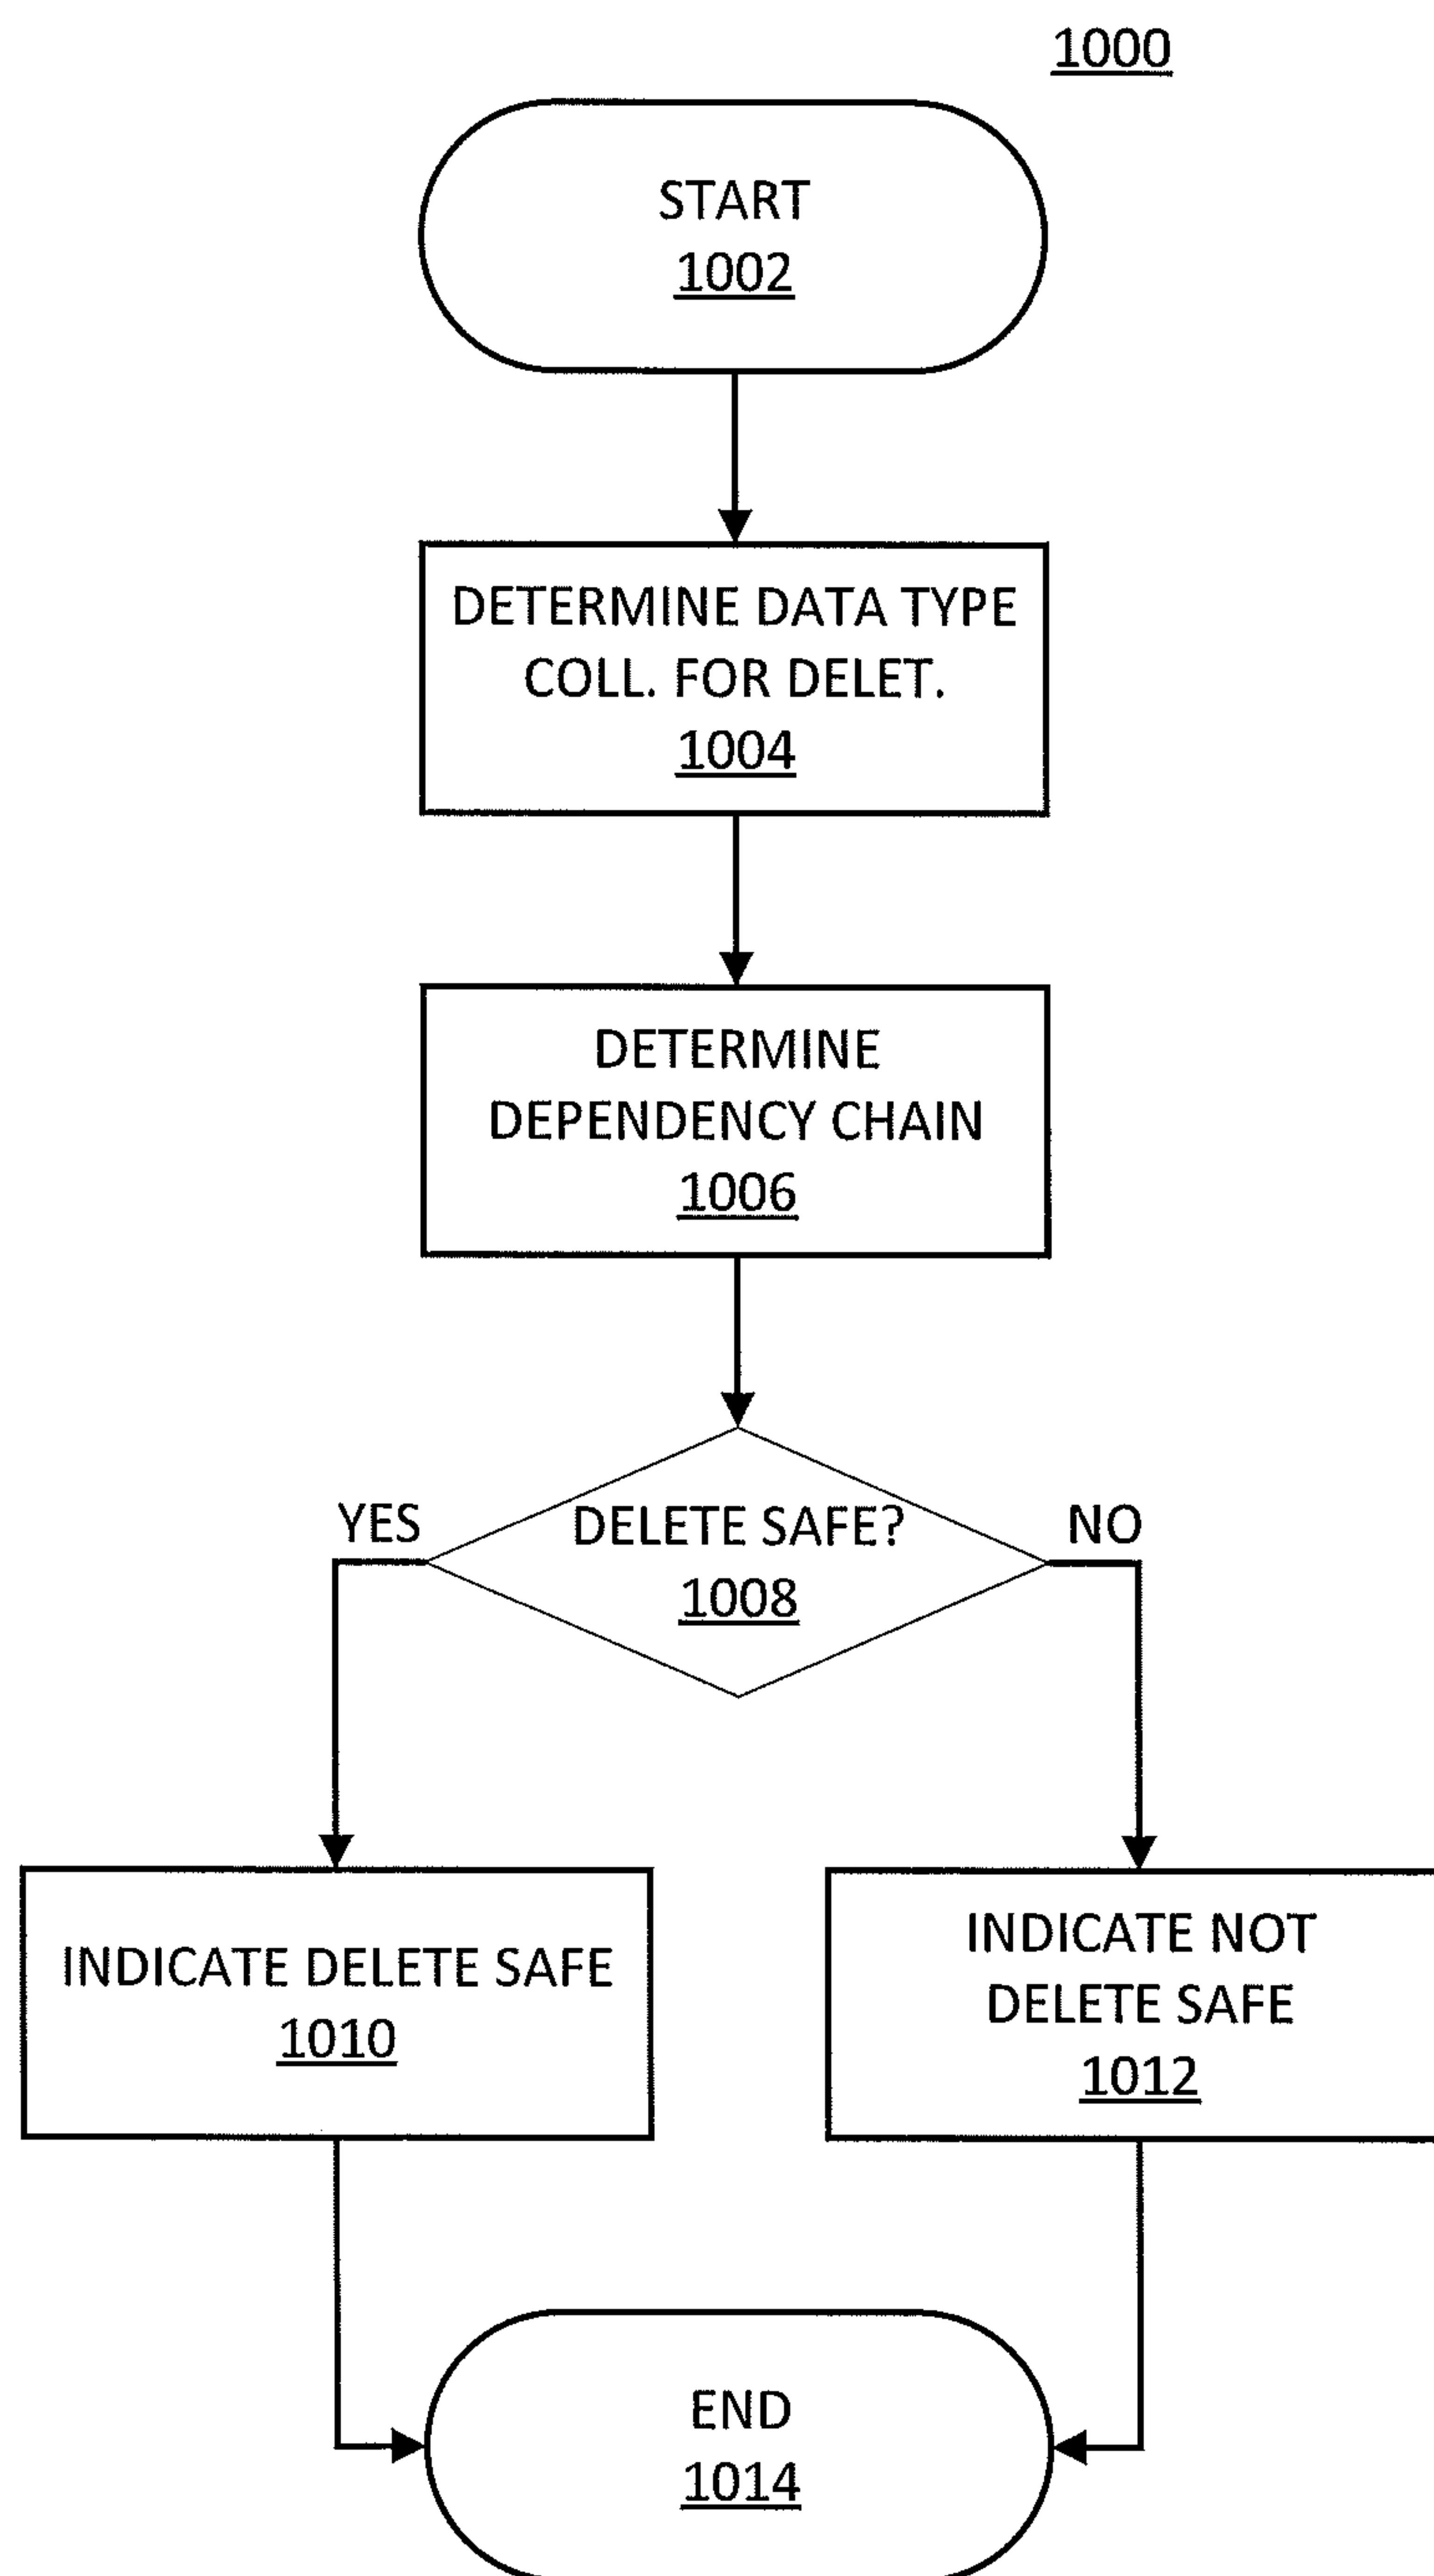 1000
START
1002
DETERMINE DATA TYPE
COLL. FOR DELET.
1004
DETERMINE
DEPENDENCY CHAIN
1006
YES
DELETE SAFE?
NO
1008
INDICATE DELETE SAFE
1010
INDICATE NOT
DELETE SAFE
1012
END
1014